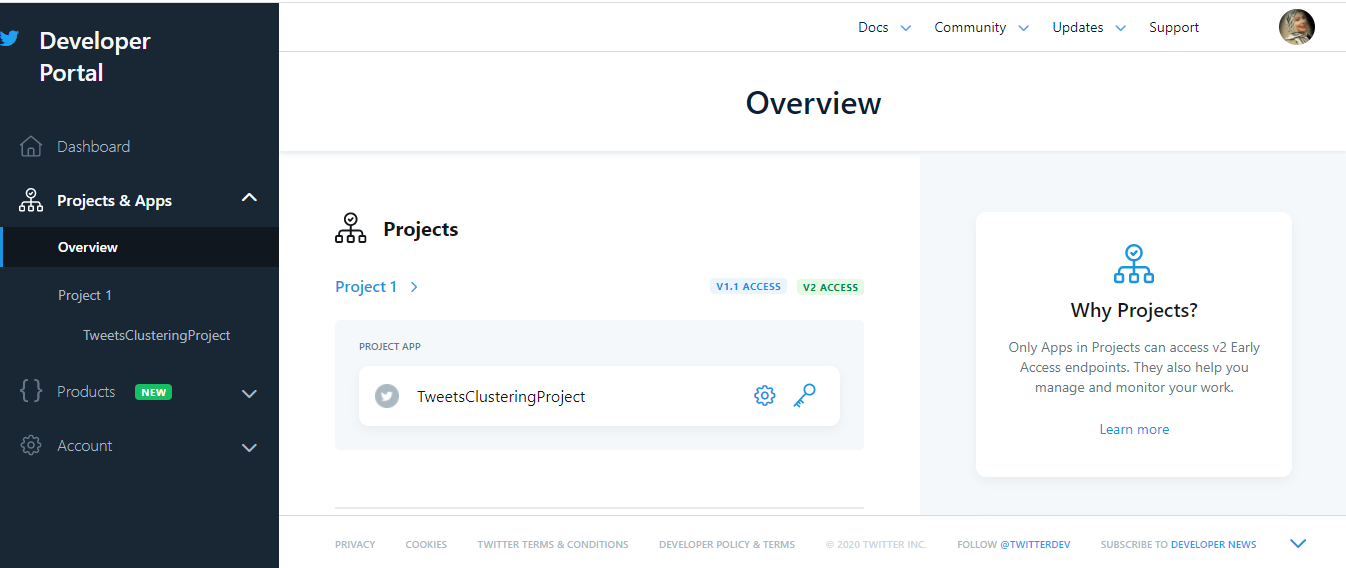 Developer
Portal
Docs
Community
Updates
Support
Overview
Dashboard
Projects & Apps
Overview
Project 1
TweetsClusteringProject
Products
NEW
Account
Projects
Project 1
V1.1 ACCESS
V2 ACCESS
PROJECT APP
TweetsClusteringProject
Why Projects?
Only Apps in Projects can access v2 Early
Access endpoints. They also help you
manage and monitor your work.
Learn more
PRIVACY
COOKIES
TWITTER TERMS & CONDITIONS
DEVELOPER POLICY & TERMS
© 2020 TWITTER INC.
FOLLOW @TWITTERDEV
SUBSCRIBE TO DEVELOPER NEWS